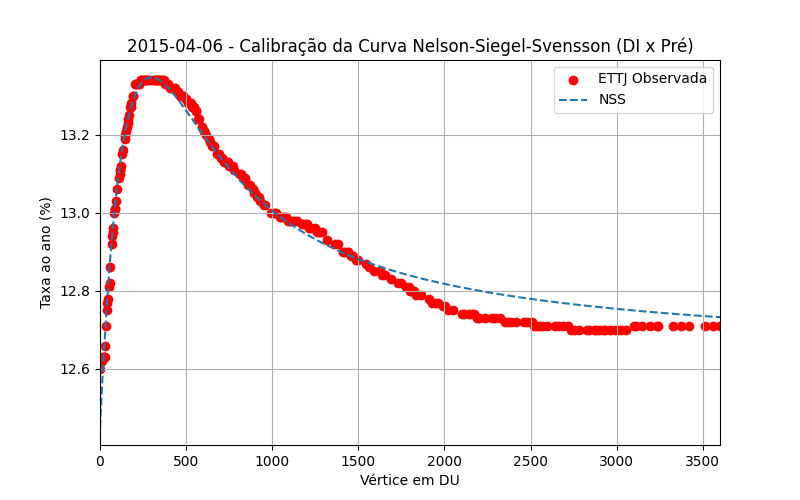 2015-04-06 - Calibração da Curva Nelson-Siegel-Svensson (DI x Pré)
ETTJ Observada
NSS
Taxa ao ano (%)
13.2
13.0
12.8
12.6
0 500 1000 1500 2000 2500 3000 3500
Vértice em DU